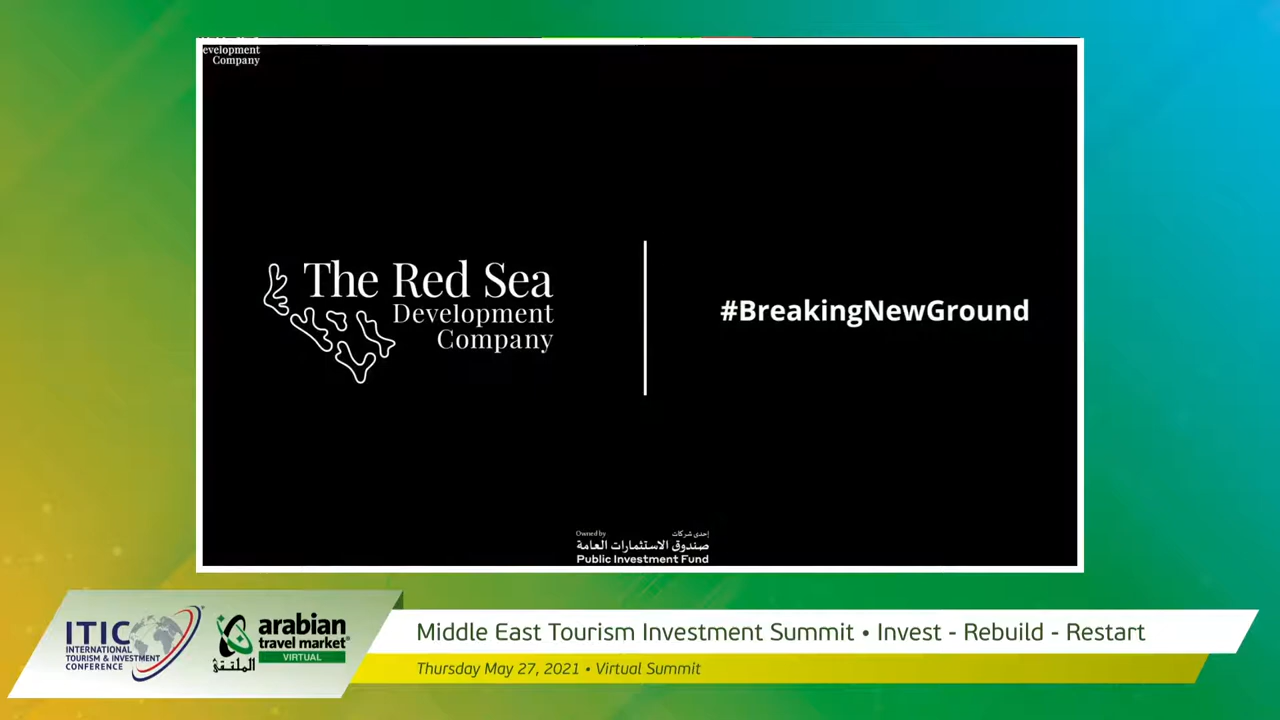 evelopment
Company
The Red Sea
Development
Company
#BreakingNewGround
Owned by
إحدى شركات
صندوق الاستثمارات العامة
Public Investment Fund
ITIC
INTERNATIONAL
TOURISM & INVESTMENT
CONFERENCE
arabian
travel market
VIRTUAL
الملتقى
Middle East Tourism Investment Summit • Invest - Rebuild - Restart
Thursday May 27, 2021 • Virtual Summit